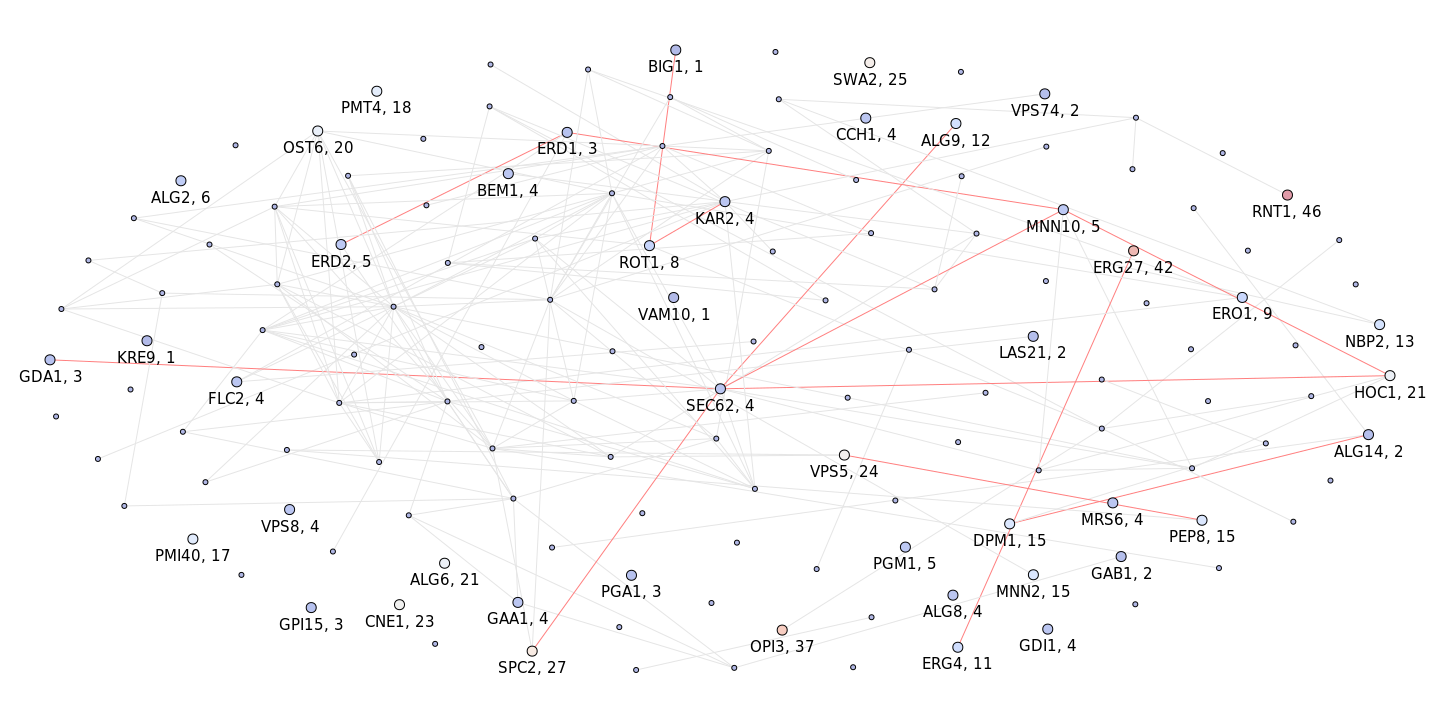 BIG1, 1
SWA2, 25
PMT4, 18
VPS74, 2
CCH1, 4
ALG9, 12
OST6, 20
ERD1, 3
ALG2, 6
BEM1, 4
KAR2, 4
RNT1, 46
MNN10, 5
ERD2, 5
ROT1, 8
ERG27, 42
VAM10, 1
ERO1, 9
NBP2, 13
KRE9, 1
LAS21, 2
GDA1, 3
FLC2, 4
SEC62, 4
HOC1, 21
ALG14, 2
VPS5, 24
VPS8, 4
MRS6, 4
DPM1, 15
PEP8, 15
PMI40, 17
PGM1, 5
ALG6, 21
GAB1, 2
PGA1, 3
MNN2, 15
GPI15, 3
CNE1, 23
GAA1, 4
ALG8, 4
OPI3, 37
GDI1, 4
SPC2, 27
ERG4, 11